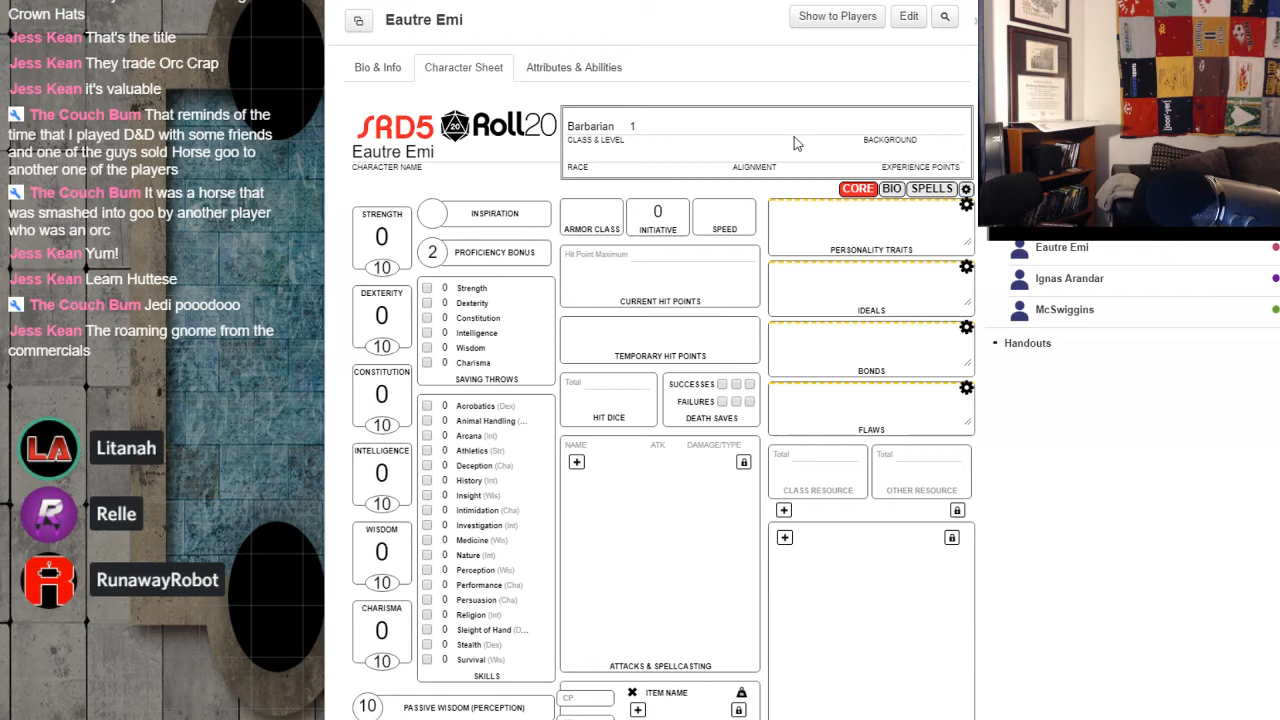 Crown Hats
Jess Kean That's the title
Jess Kean They trade Orc Crap
Jess Kean it's valuable
The Couch Bum That reminds of the
time that I played D&D with some friends
and one of the guys sold Horse goo to
another one of the players
The Couch Bum It was a horse that
was smashed into goo by another player
who was an orc
Jess Kean Yum!
Jess Kean Learn Huttese
The Couch Bum Jedi pooodooo
Jess Kean The roaming gnome from the
commercials
LA Litanah
R Relle
RunawayRobot
Eautre Emi
Show to Players
Edit
Bio & Info
Character Sheet
Attributes & Abilities
SRD5 20 Roll20
Eautre Emi
CHARACTER NAME
Barbarian 1
CLASS & LEVEL
BACKGROUND
RACE
ALIGNMENT
EXPERIENCE POINTS
CORE
BIO
SPELLS
STRENGTH
0
10
DEXTERITY
0
10
CONSTITUTION
0
10
INTELLIGENCE
0
10
WISDOM
0
10
CHARISMA
0
10
INSPIRATION
2 PROFICIENCY BONUS
0 Strength
0 Dexterity
0 Constitution
0 Intelligence
0 Wisdom
0 Charisma
SAVING THROWS
0 Acrobatics (Dex)
0 Animal Handling (...
0 Arcana (Int)
0 Athletics (Str)
0 Deception (Cha)
0 History (Int)
0 Insight (Wis)
0 Intimidation (Cha)
0 Investigation (Int)
0 Medicine (Wis)
0 Nature (Int)
0 Perception (Wis)
0 Performance (Cha)
0 Persuasion (Cha)
0 Religion (Int)
0 Sleight of Hand (D...
0 Stealth (Dex)
0 Survival (Wis)
SKILLS
10 PASSIVE WISDOM (PERCEPTION)
ARMOR CLASS
0
INITIATIVE
SPEED
Hit Point Maximum
CURRENT HIT POINTS
TEMPORARY HIT POINTS
Total
HIT DICE
SUCCESSES
FAILURES
DEATH SAVES
NAME ATK DAMAGE/TYPE
+
ATTACKS & SPELLCASTING
CP
ITEM NAME
+
PERSONALITY TRAITS
IDEALS
BONDS
FLAWS
Total
CLASS RESOURCE
Total
OTHER RESOURCE
+
+
Eautre Emi
Ignas Arandar
McSwiggins
Handouts